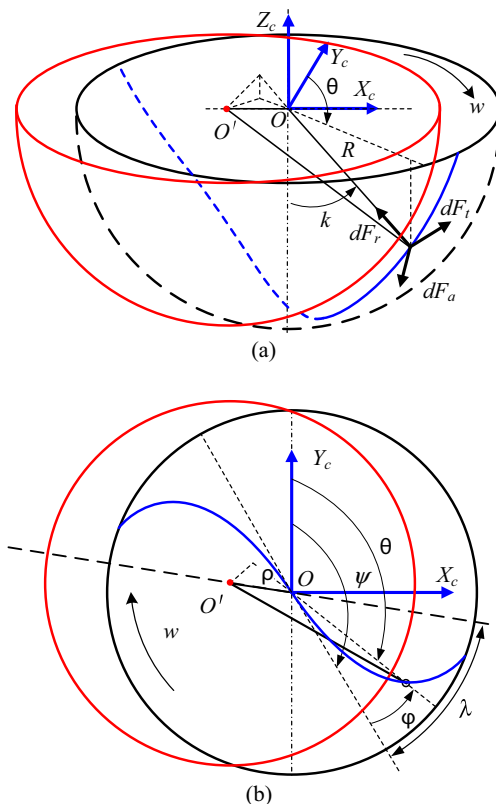 Z_c
Y_c
θ
X_c
w
O'
O
R
k
dF_r
dF_t
dF_a
(a)
Y_c
θ
ρ
O
ψ
X_c
O'
w
λ
φ
(b)